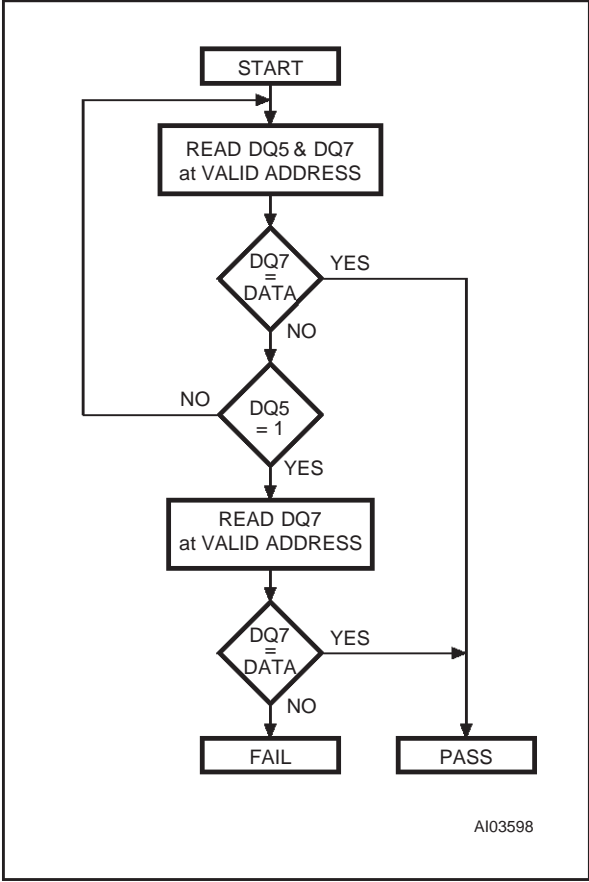 START
READ DQ5 & DQ7
at VALID ADDRESS
DQ7
=
DATA
YES
NO
NO
DQ5
= 1
YES
READ DQ7
at VALID ADDRESS
DQ7
=
DATA
YES
NO
FAIL
PASS
AI03598